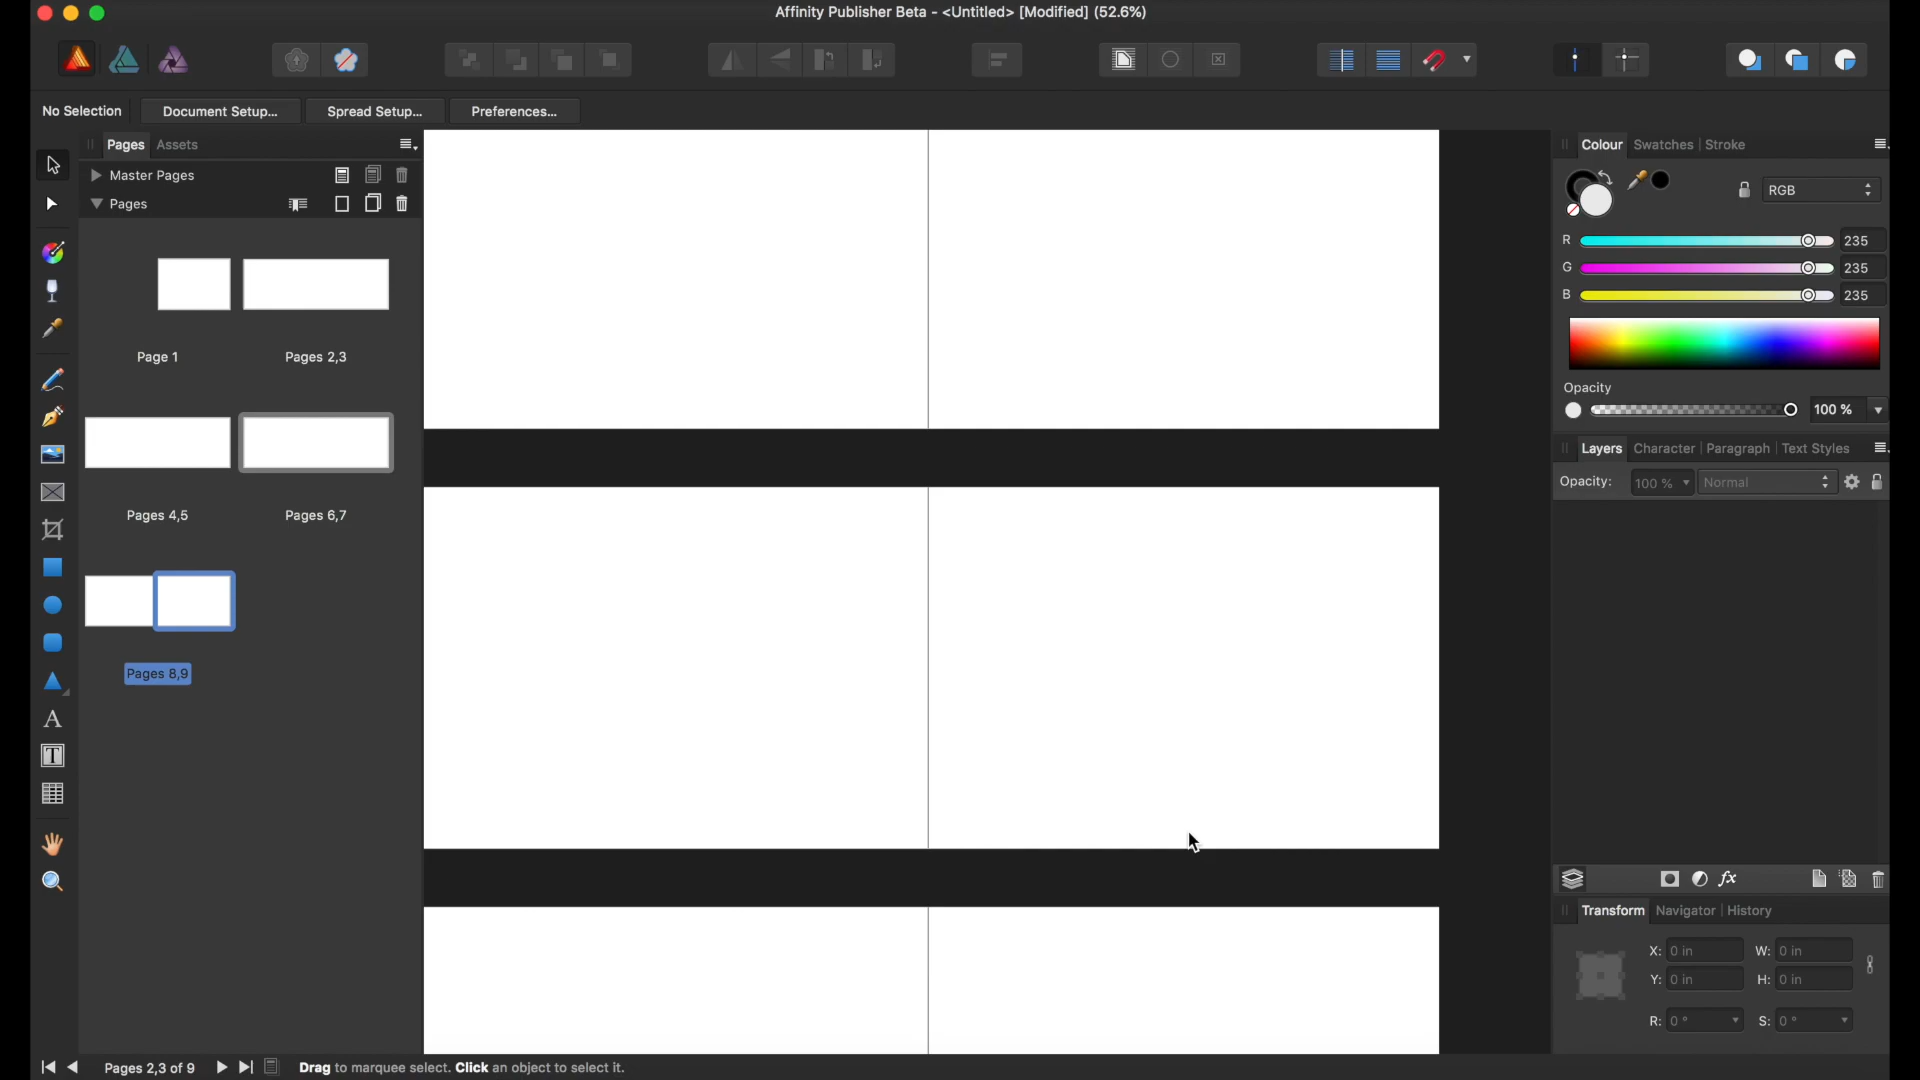 Affinity Publisher Beta - <Untitled> [Modified] (52.6%)
No Selection
Document Setup...
Spread Setup...
Preferences...
Pages
Assets
Master Pages
Pages
Page 1
Pages 2,3
Pages 4,5
Pages 6,7
Pages 8,9
Colour
Swatches
Stroke
RGB
R
235
G
235
B
235
Opacity
100 %
Layers
Character
Paragraph
Text Styles
Opacity:
100 %
Normal
fx
Transform
Navigator
History
X: 0 in
W: 0 in
Y: 0 in
H: 0 in
R: 0 °
S: 0 °
A
T
Pages 2,3 of 9
Drag to marquee select. Click an object to select it.